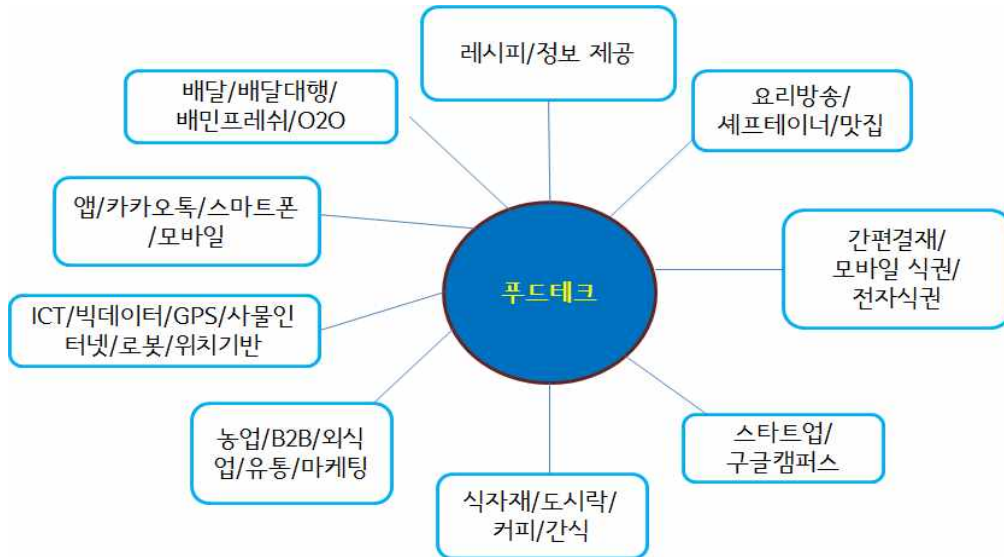 레시피/정보 제공
배달/배달대행/
배민프레쉬/O2O
요리방송/
셰프테이너/맛집
앱/카카오톡/스마트폰
/모바일
간편결재/
모바일 식권/
전자식권
푸드테크
ICT/빅데이터/GPS/사물인
터넷/로봇/위치기반
농업/B2B/외식
업/유통/마케팅
스타트업/
구글캠퍼스
식자재/도시락/
커피/간식